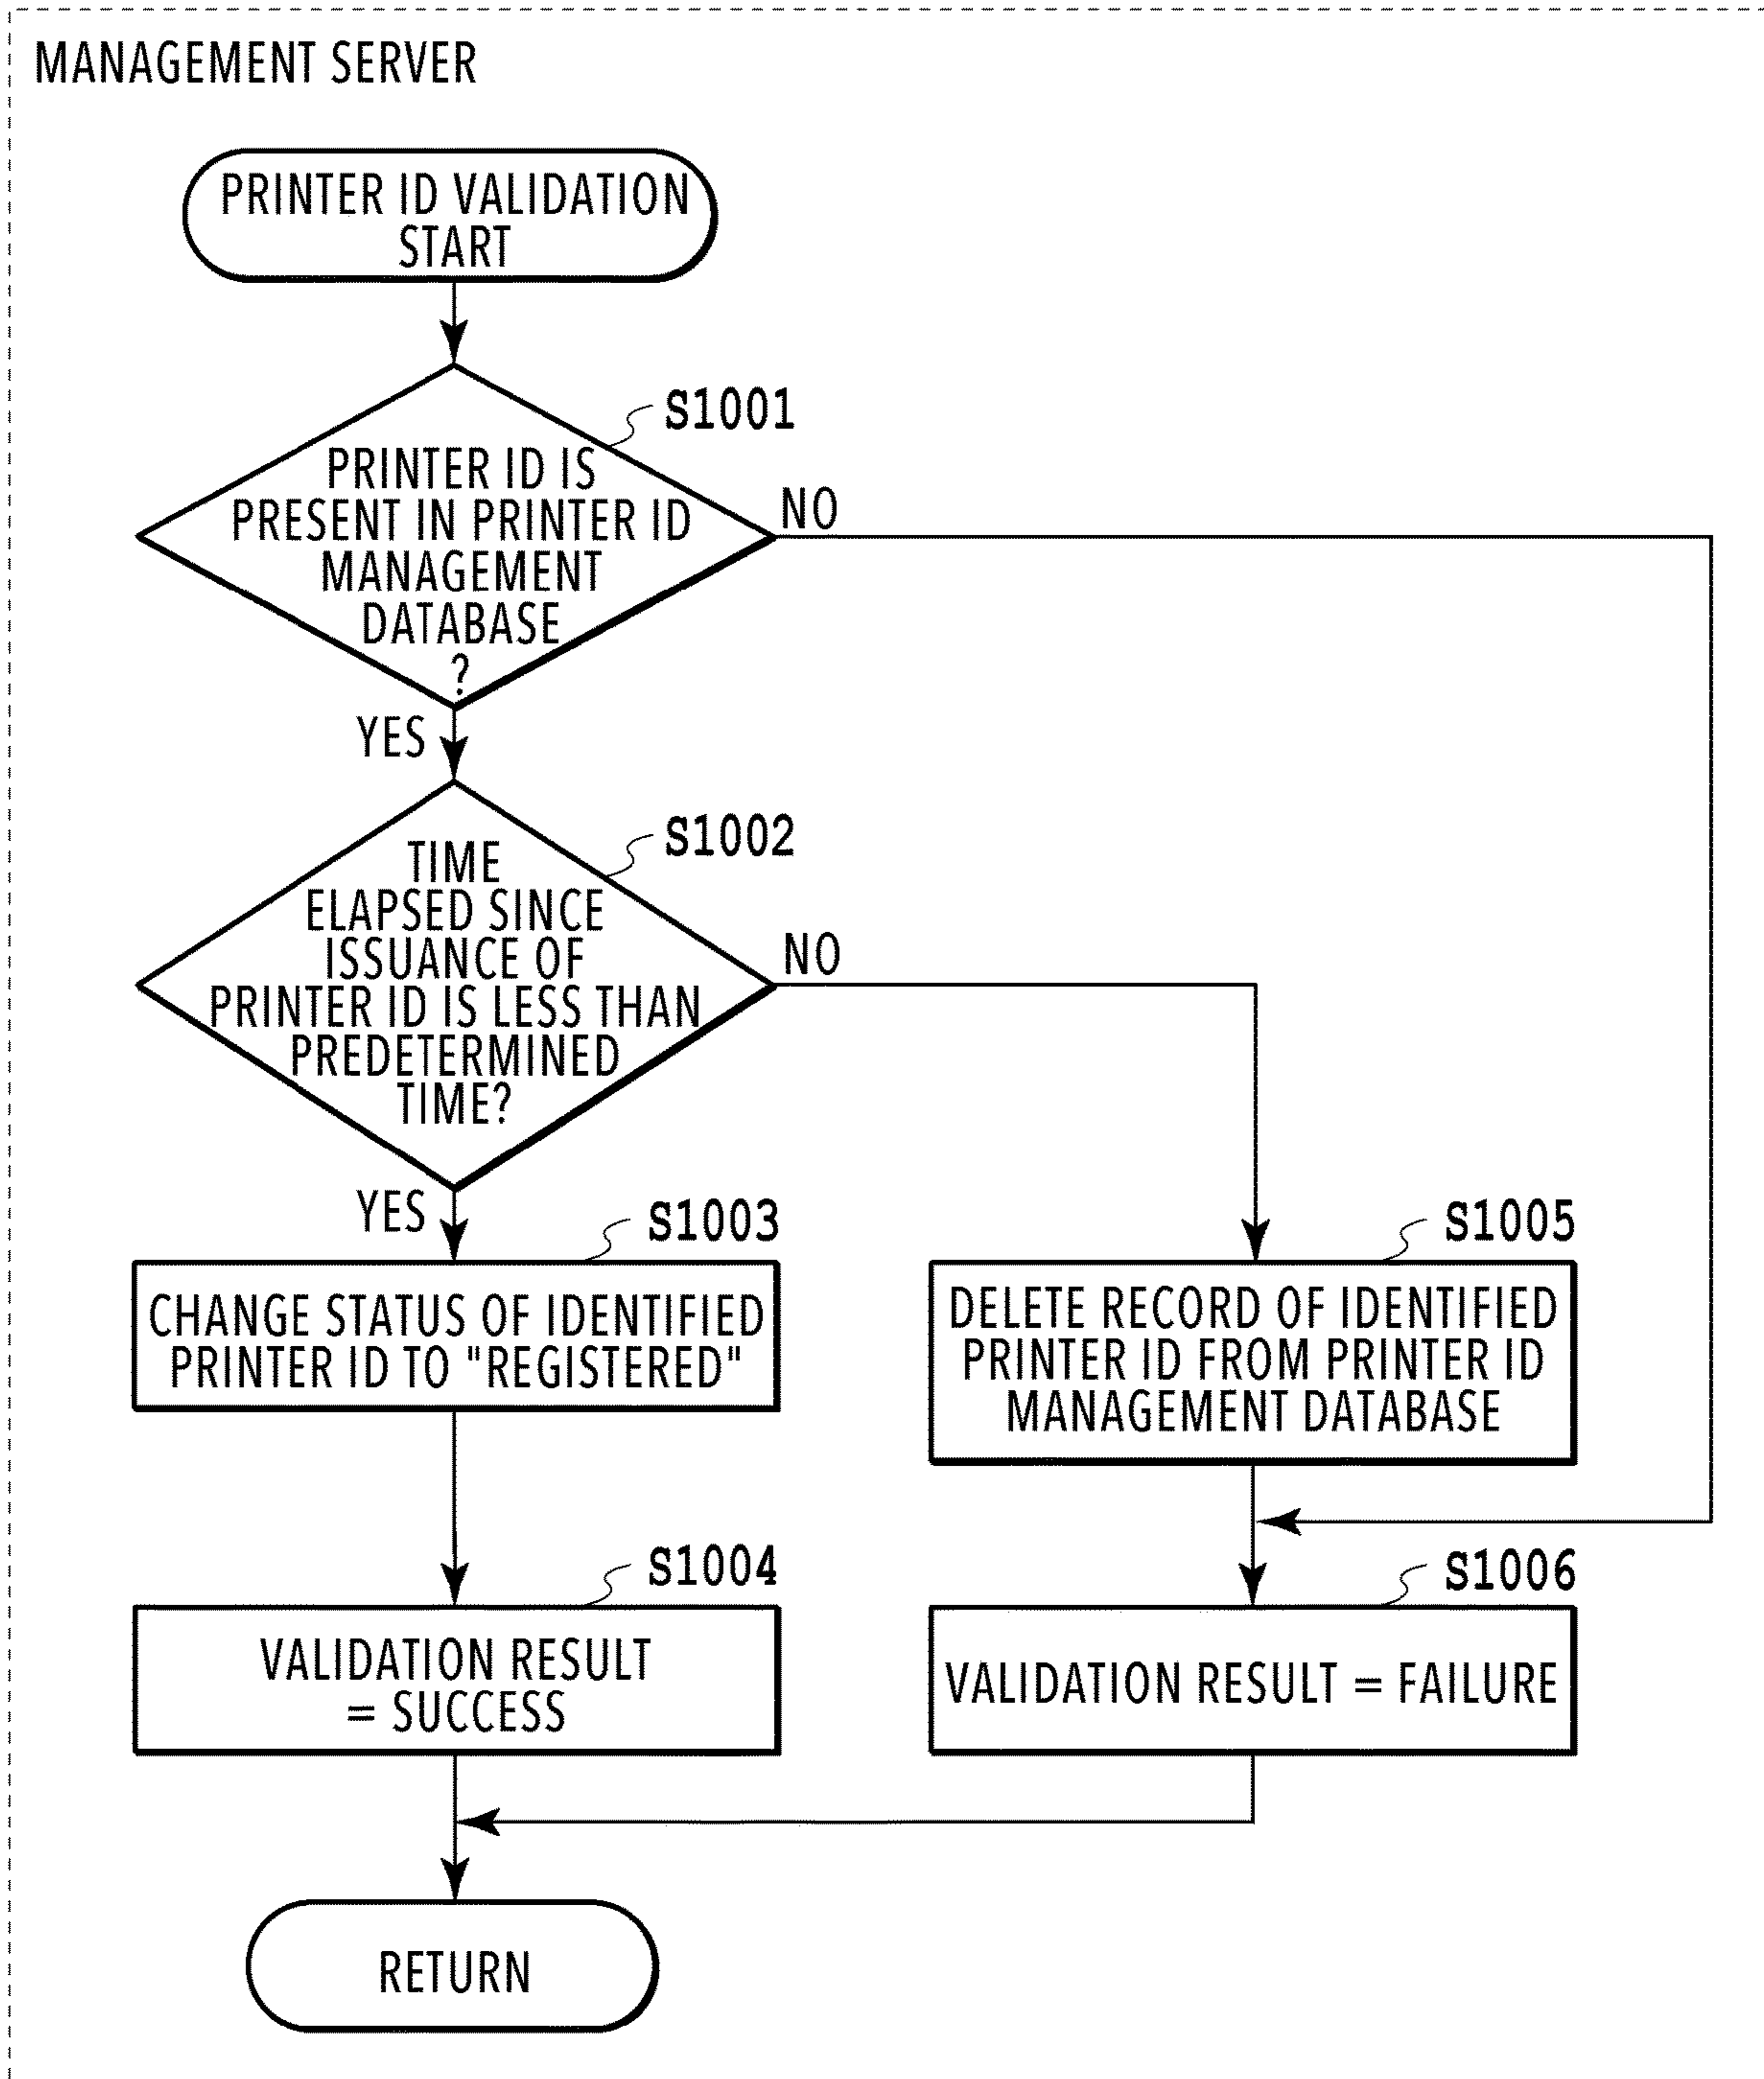 MANAGEMENT SERVER
PRINTER ID VALIDATION
START
S1001
PRINTER ID IS
PRESENT IN PRINTER ID
MANAGEMENT
DATABASE
?
NO
YES
S1002
TIME
ELAPSED SINCE
ISSUANCE OF
PRINTER ID IS LESS THAN
PREDETERMINED
TIME?
NO
YES
S1003
CHANGE STATUS OF IDENTIFIED
PRINTER ID TO "REGISTERED"
S1005
DELETE RECORD OF IDENTIFIED
PRINTER ID FROM PRINTER ID
MANAGEMENT DATABASE
S1004
VALIDATION RESULT
= SUCCESS
S1006
VALIDATION RESULT = FAILURE
RETURN